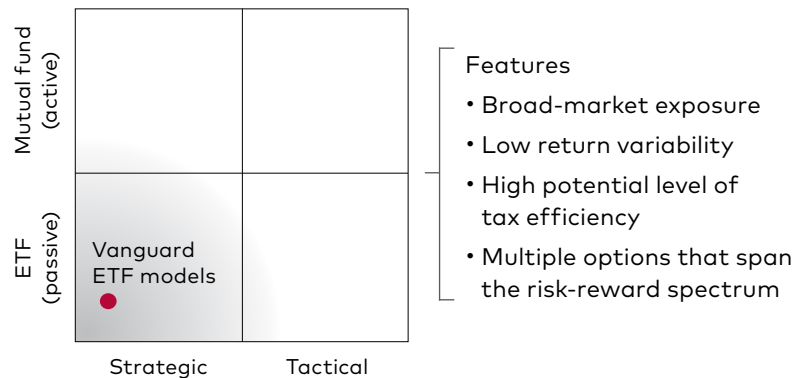 Mutual fund
(active)
ETF
(passive)
Vanguard
ETF models
Strategic
Tactical
Features
• Broad-market exposure
• Low return variability
• High potential level of
tax efficiency
• Multiple options that span
the risk-reward spectrum